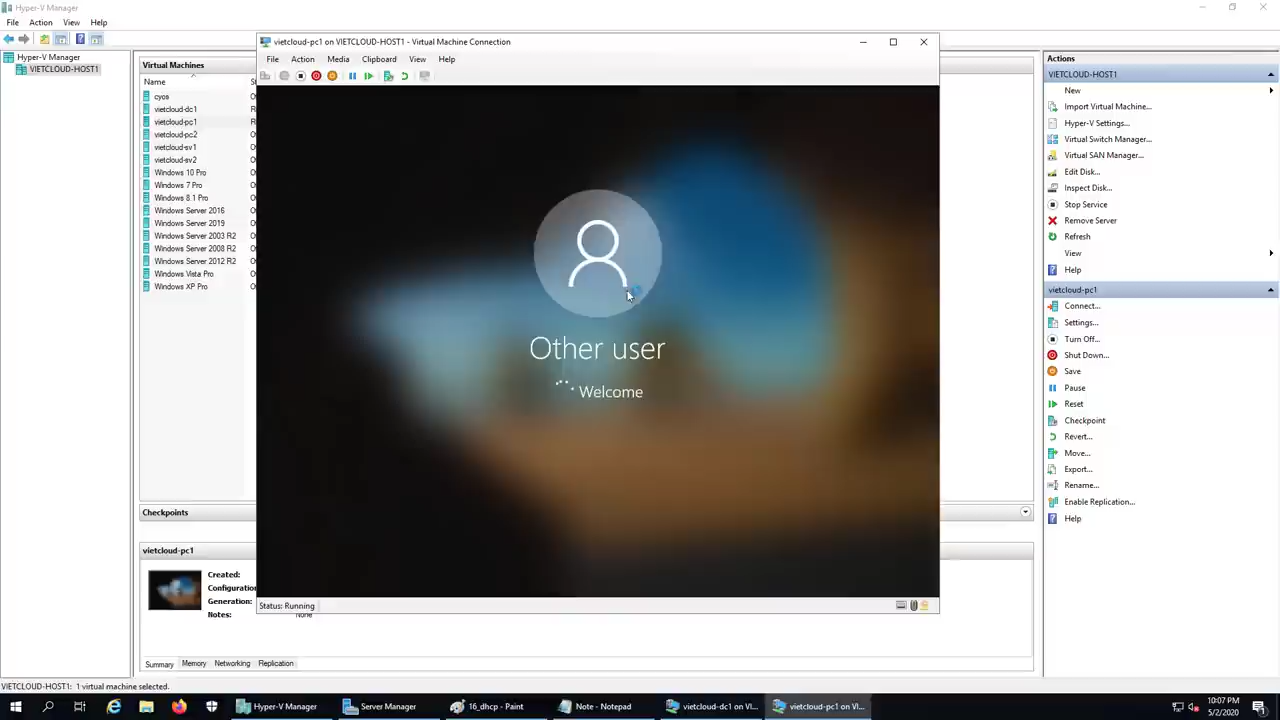 Hyper-V Manager
File Action View Help
Hyper-V Manager
VIETCLOUD-HOST1
Virtual Machines
Name
cyos
vietcloud-dc1
vietcloud-pc1
vietcloud-pc2
vietcloud-sv1
vietcloud-sv2
Windows 10 Pro
Windows 7 Pro
Windows 8.1 Pro
Windows Server 2016
Windows Server 2019
Windows Server 2003 R2
Windows Server 2008 R2
Windows Server 2012 R2
Windows Vista Pro
Windows XP Pro
Checkpoints
vietcloud-pc1
Created:
Configuration
Generation:
Notes: None
Summary Memory Networking Replication
VIETCLOUD-HOST1: 1 virtual machine selected.
vietcloud-pc1 on VIETCLOUD-HOST1 - Virtual Machine Connection
File Action Media Clipboard View Help
Other user
Welcome
Status: Running
Actions
VIETCLOUD-HOST1
New
Import Virtual Machine...
Hyper-V Settings...
Virtual Switch Manager...
Virtual SAN Manager...
Edit Disk...
Inspect Disk...
Stop Service
Remove Server
Refresh
View
Help
vietcloud-pc1
Connect...
Settings...
Turn Off...
Shut Down...
Save
Pause
Reset
Checkpoint
Revert...
Move...
Export...
Rename...
Enable Replication...
Help
Hyper-V Manager Server Manager 16_dhcp - Paint Note - Notepad vietcloud-dc1 on VI... vietcloud-pc1 on VI...
10:07 PM
5/2/2020